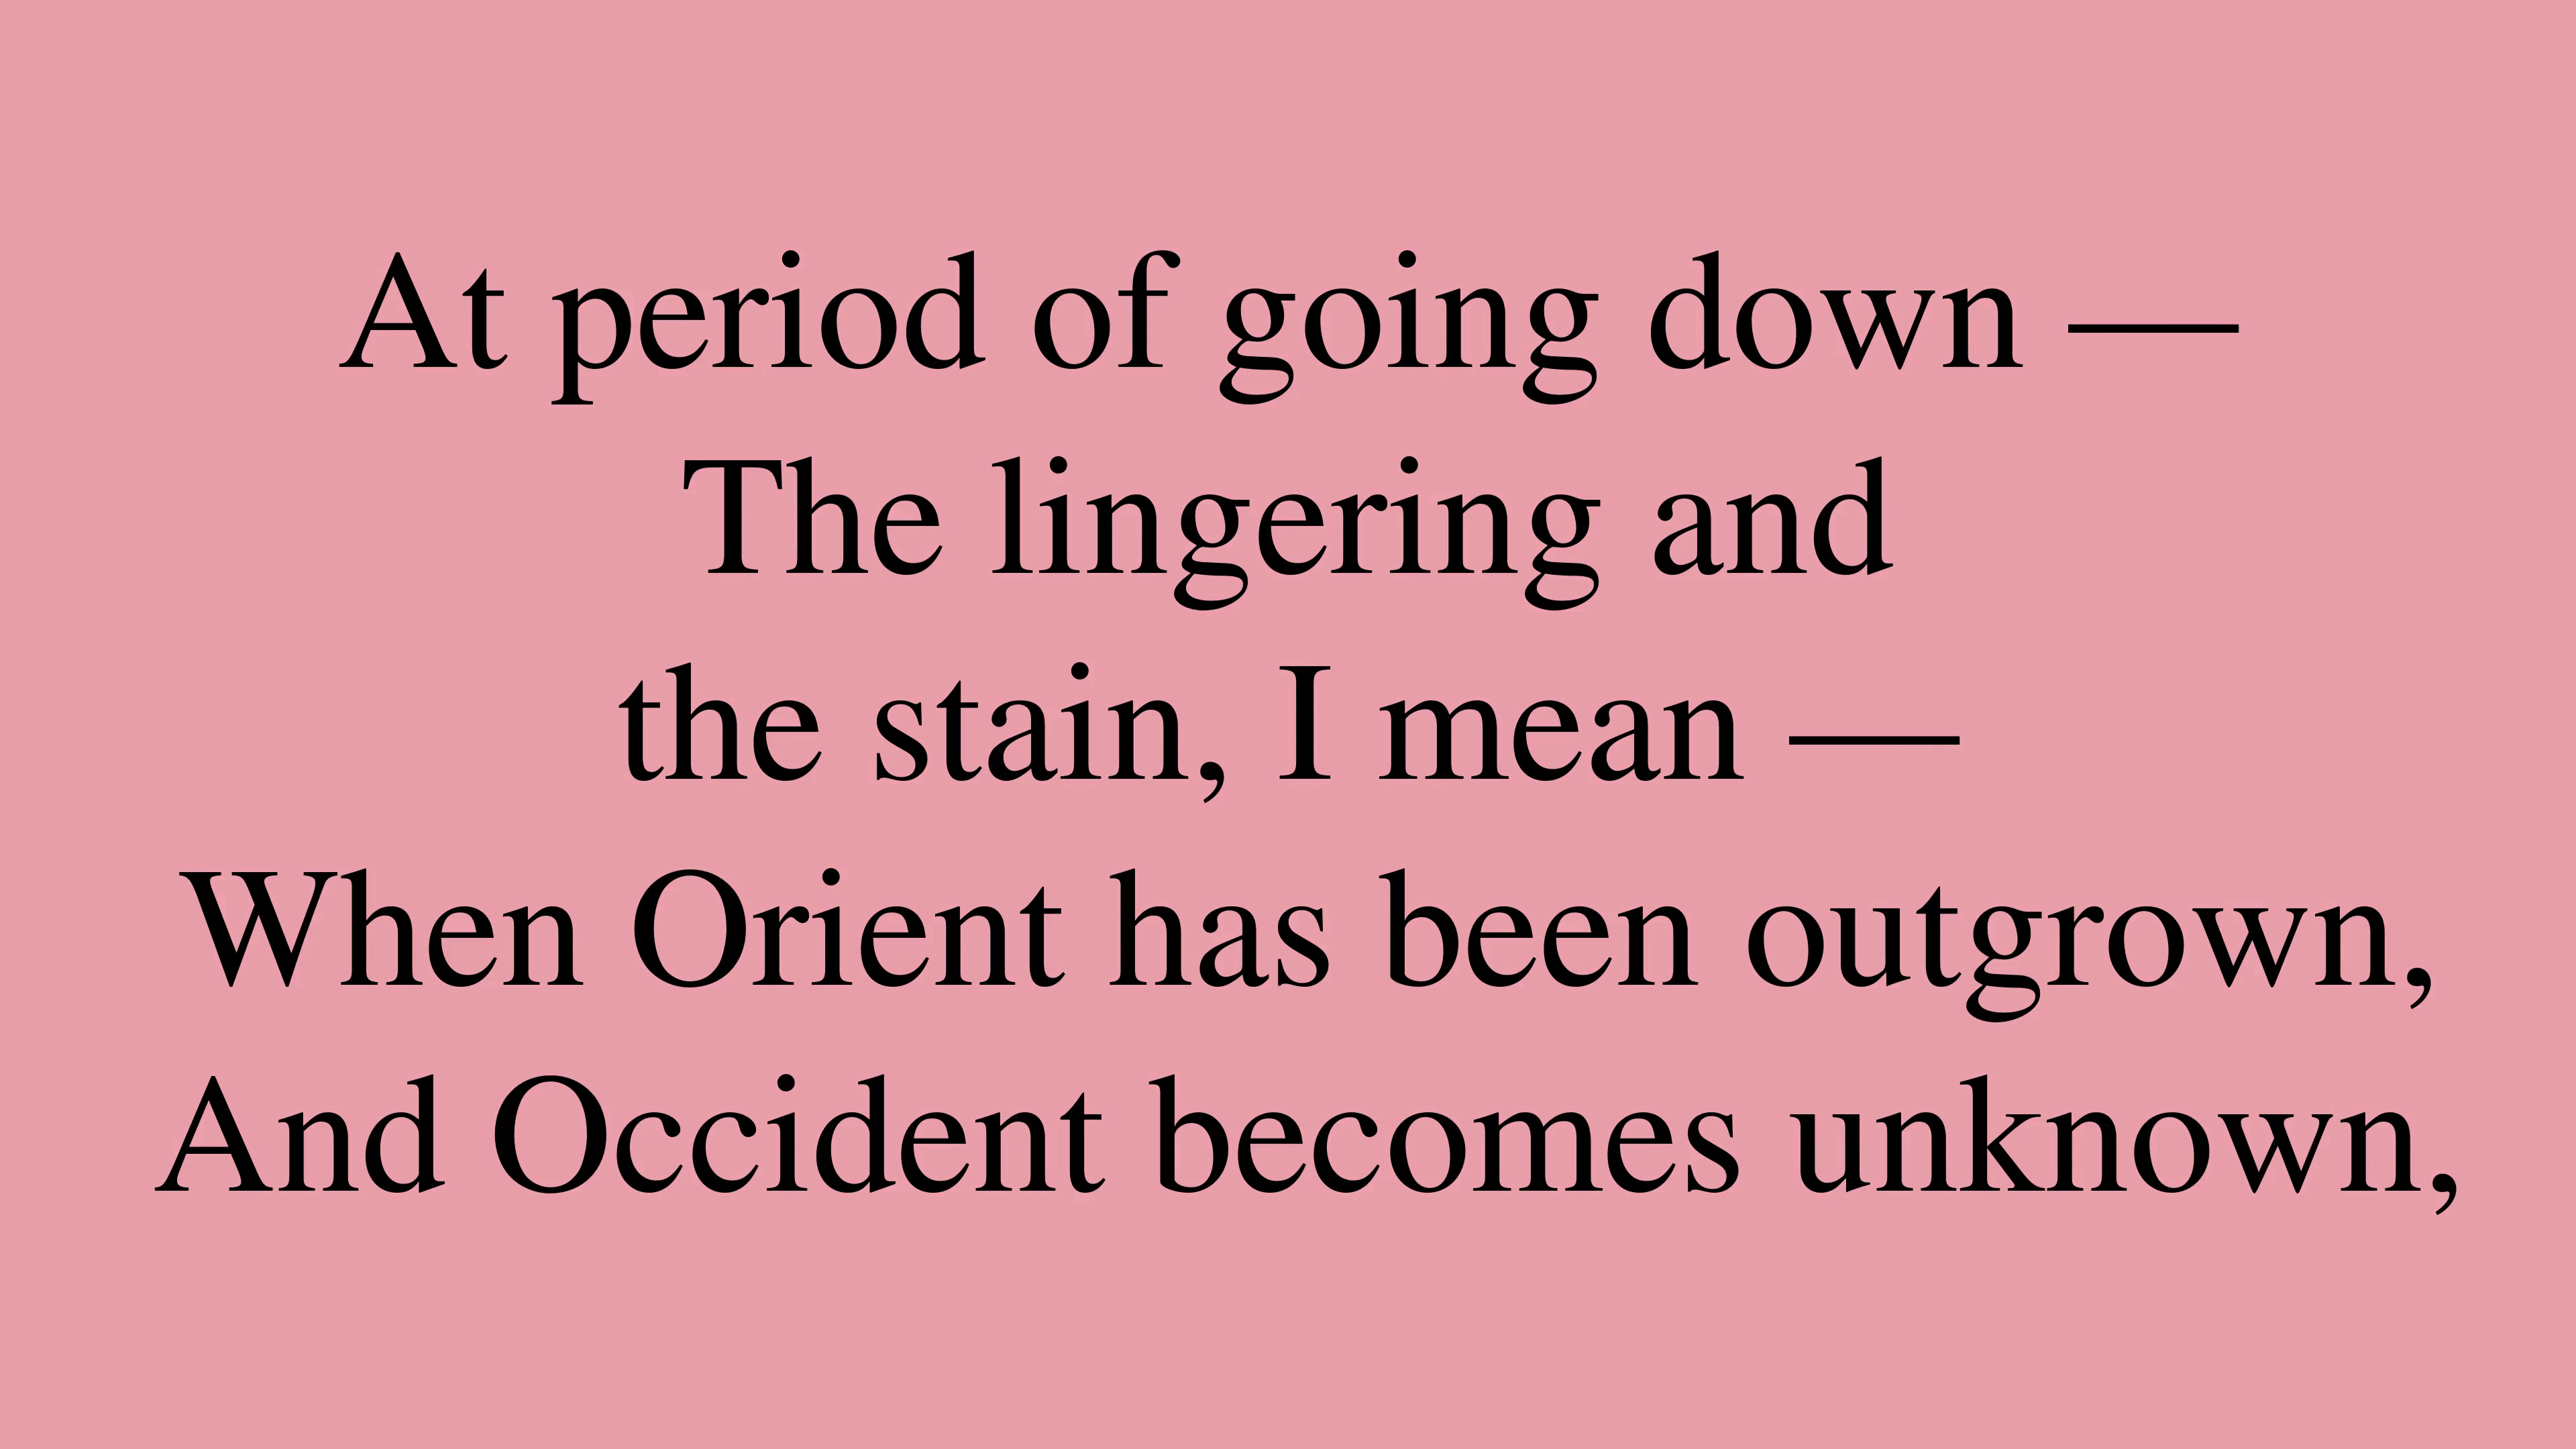 At period of going down —
The lingering and
the stain, I mean —
When Orient has been outgrown,
And Occident becomes unknown,